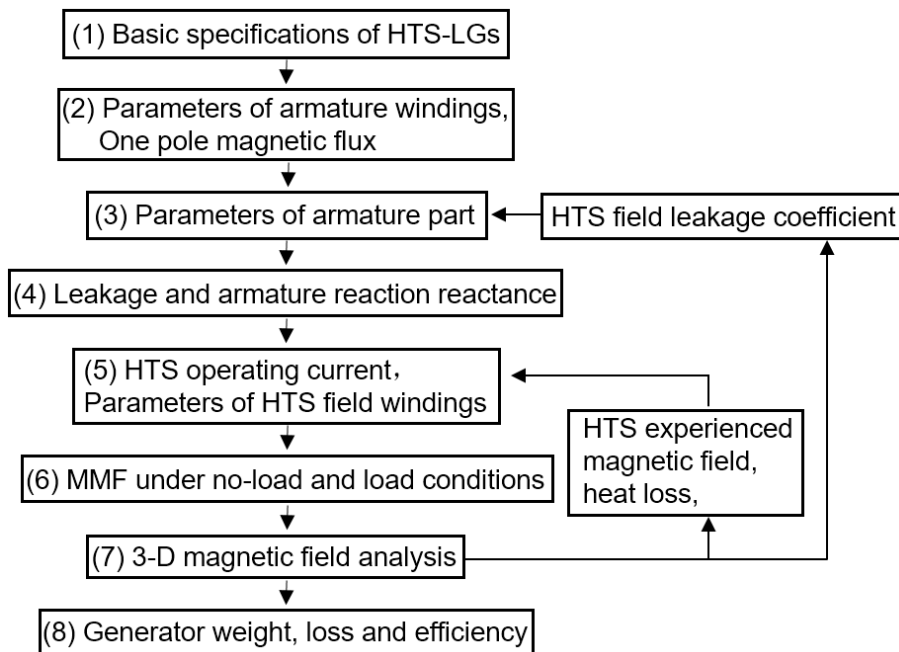 (1) Basic specifications of HTS-LGs
(2) Parameters of armature windings,
One pole magnetic flux
(3) Parameters of armature part
HTS field leakage coefficient
(4) Leakage and armature reaction reactance
(5) HTS operating current，
Parameters of HTS field windings
HTS experienced
magnetic field,
heat loss,
(6) MMF under no-load and load conditions
(7) 3-D magnetic field analysis
(8) Generator weight, loss and efficiency